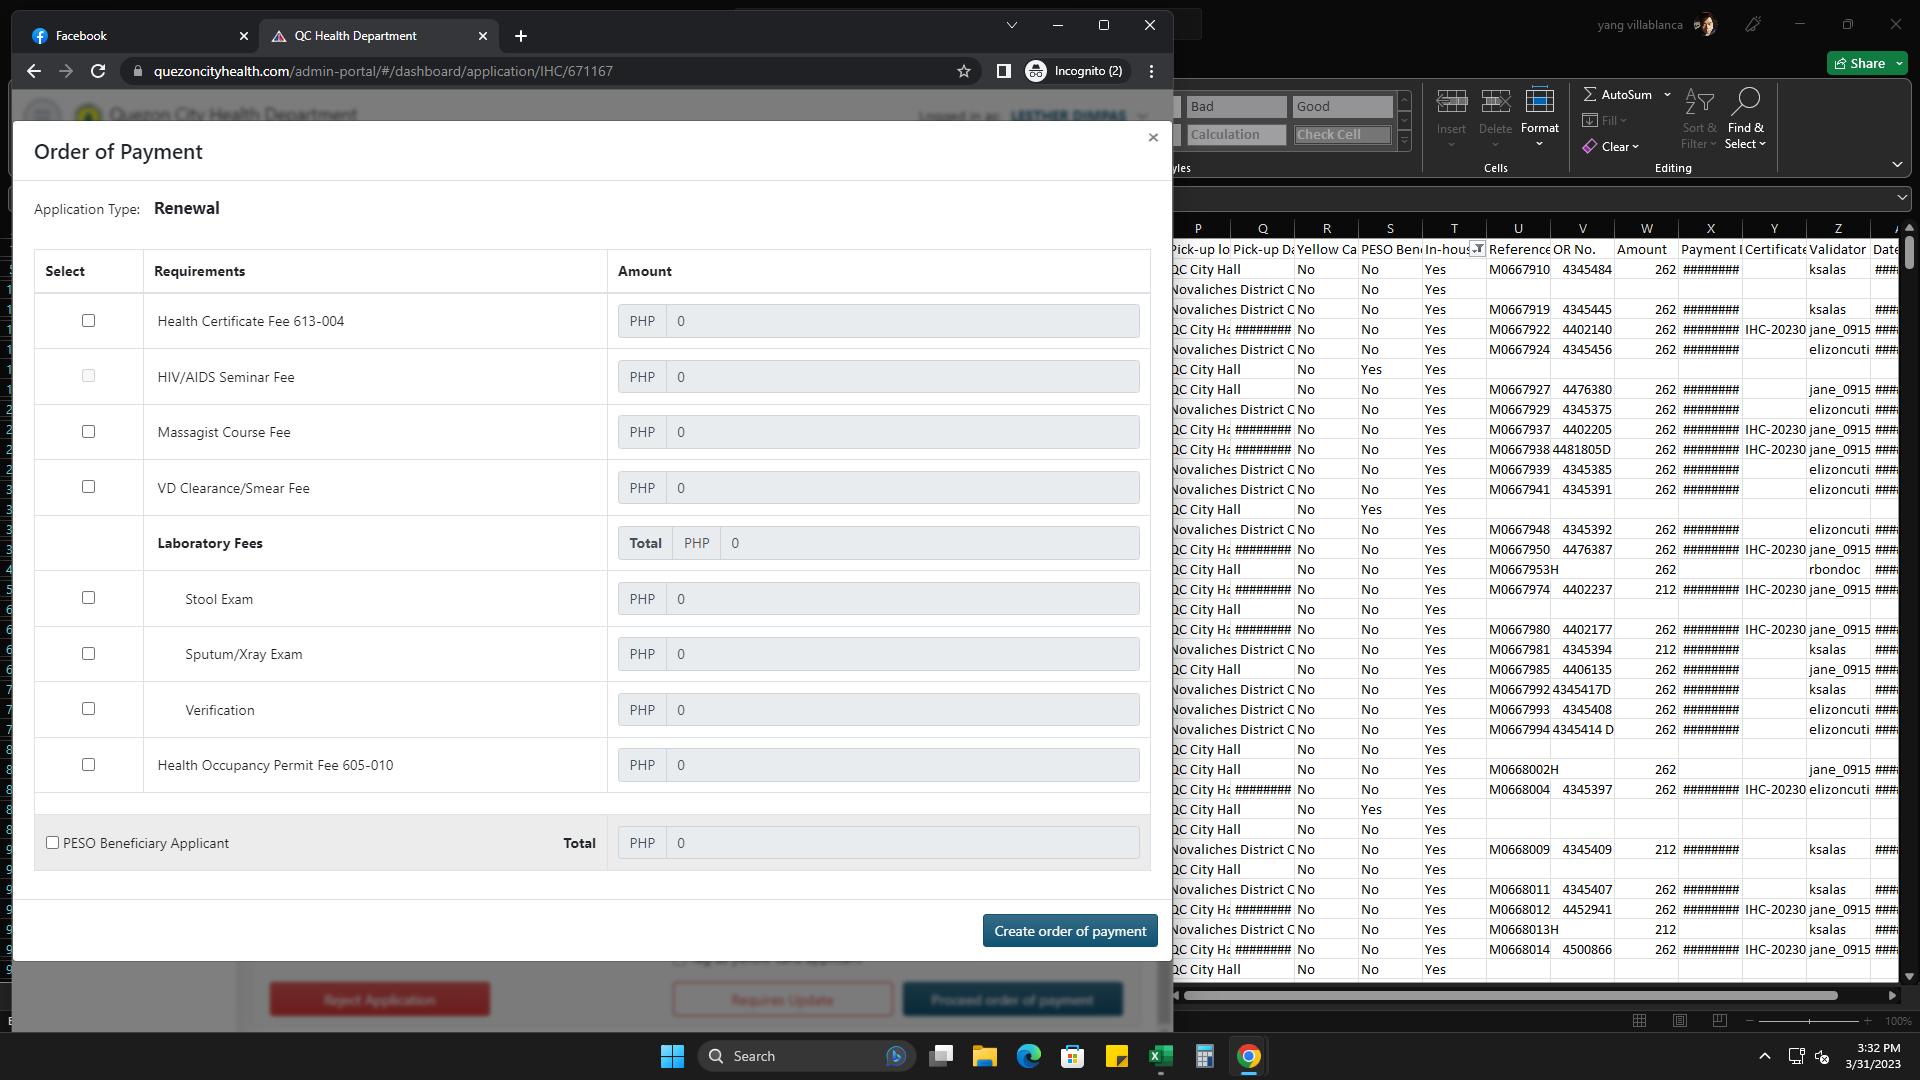 Facebook
QC Health Department
yang villablanca
quezoncityhealth.com/admin-portal/#/dashboard/application/IHC/671167
Incognito (2)
Share
Quezon City Health Department
Logged in as: LESTHER DIMPAS
Order of Payment
×
Application Type: Renewal
Select Requirements Amount
Health Certificate Fee 613-004 PHP 0
HIV/AIDS Seminar Fee PHP 0
Massagist Course Fee PHP 0
VD Clearance/Smear Fee PHP 0
Laboratory Fees Total PHP 0
Stool Exam PHP 0
Sputum/Xray Exam PHP 0
Verification PHP 0
Health Occupancy Permit Fee 605-010 PHP 0
PESO Beneficiary Applicant Total PHP 0
Create order of payment
Reject Application Requires Update Proceed order of payment
Bad Good
Calculation Check Cell
Insert Delete Format
AutoSum
Fill
Clear
Sort & Filter
Find & Select
Cells Editing
P Q R S T U V W X Y Z
Pick-up lo Pick-up Da Yellow Ca PESO Ben In-hous Reference OR No. Amount Payment D Certificate Validator Date
QC City Hall No No Yes M0667910 4345484 262 ######## ksalas ####
Novaliches District C No No Yes
Novaliches District C No No Yes M0667919 4345445 262 ######## ksalas ####
QC City Ha ######## No No Yes M0667922 4402140 262 ######## IHC-20230 jane_0915 ####
Novaliches District C No No Yes M0667924 4345456 262 ######## elizoncuti ####
QC City Hall No Yes Yes
QC City Hall No No Yes M0667927 4476380 262 ######## jane_0915 ####
Novaliches District C No No Yes M0667929 4345375 262 ######## elizoncuti ####
QC City Ha ######## No No Yes M0667937 4402205 262 ######## IHC-20230 jane_0915 ####
QC City Ha ######## No No Yes M0667938 4481805D 262 ######## IHC-20230 jane_0915 ####
Novaliches District C No No Yes M0667939 4345385 262 ######## elizoncuti ####
Novaliches District C No No Yes M0667941 4345391 262 ######## elizoncuti ####
QC City Hall No Yes Yes
Novaliches District C No No Yes M0667948 4345392 262 ######## elizoncuti ####
QC City Ha ######## No No Yes M0667950 4476387 262 ######## IHC-20230 jane_0915 ####
QC City Hall No No Yes M0667953H 262 rbondoc ####
QC City Ha ######## No No Yes M0667974 4402237 212 ######## IHC-20230 jane_0915 ####
QC City Hall No No Yes
QC City Ha ######## No No Yes M0667980 4402177 262 ######## IHC-20230 jane_0915 ####
Novaliches District C No No Yes M0667981 4345394 212 ######## ksalas ####
QC City Hall No No Yes M0667985 4406135 262 ######## jane_0915 ####
Novaliches District C No No Yes M0667992 4345417D 262 ######## ksalas ####
Novaliches District C No No Yes M0667993 4345408 262 ######## elizoncuti ####
Novaliches District C No No Yes M0667994 4345414 D 262 ######## elizoncuti ####
QC City Hall No No Yes
QC City Hall No No Yes M0668002H 262 jane_0915 ####
QC City Ha ######## No No Yes M0668004 4345397 262 ######## IHC-20230 elizoncuti ####
QC City Hall No Yes Yes
QC City Hall No No Yes
Novaliches District C No No Yes M0668009 4345409 212 ######## ksalas ####
QC City Hall No No Yes
Novaliches District C No No Yes M0668011 4345407 262 ######## ksalas ####
QC City Ha ######## No No Yes M0668012 4452941 262 ######## IHC-20230 jane_0915 ####
Novaliches District C No No Yes M0668013H 212 ksalas ####
QC City Ha ######## No No Yes M0668014 4500866 262 ######## IHC-20230 jane_0915 ####
QC City Hall No No Yes
100%
Search
3:32 PM
3/31/2023